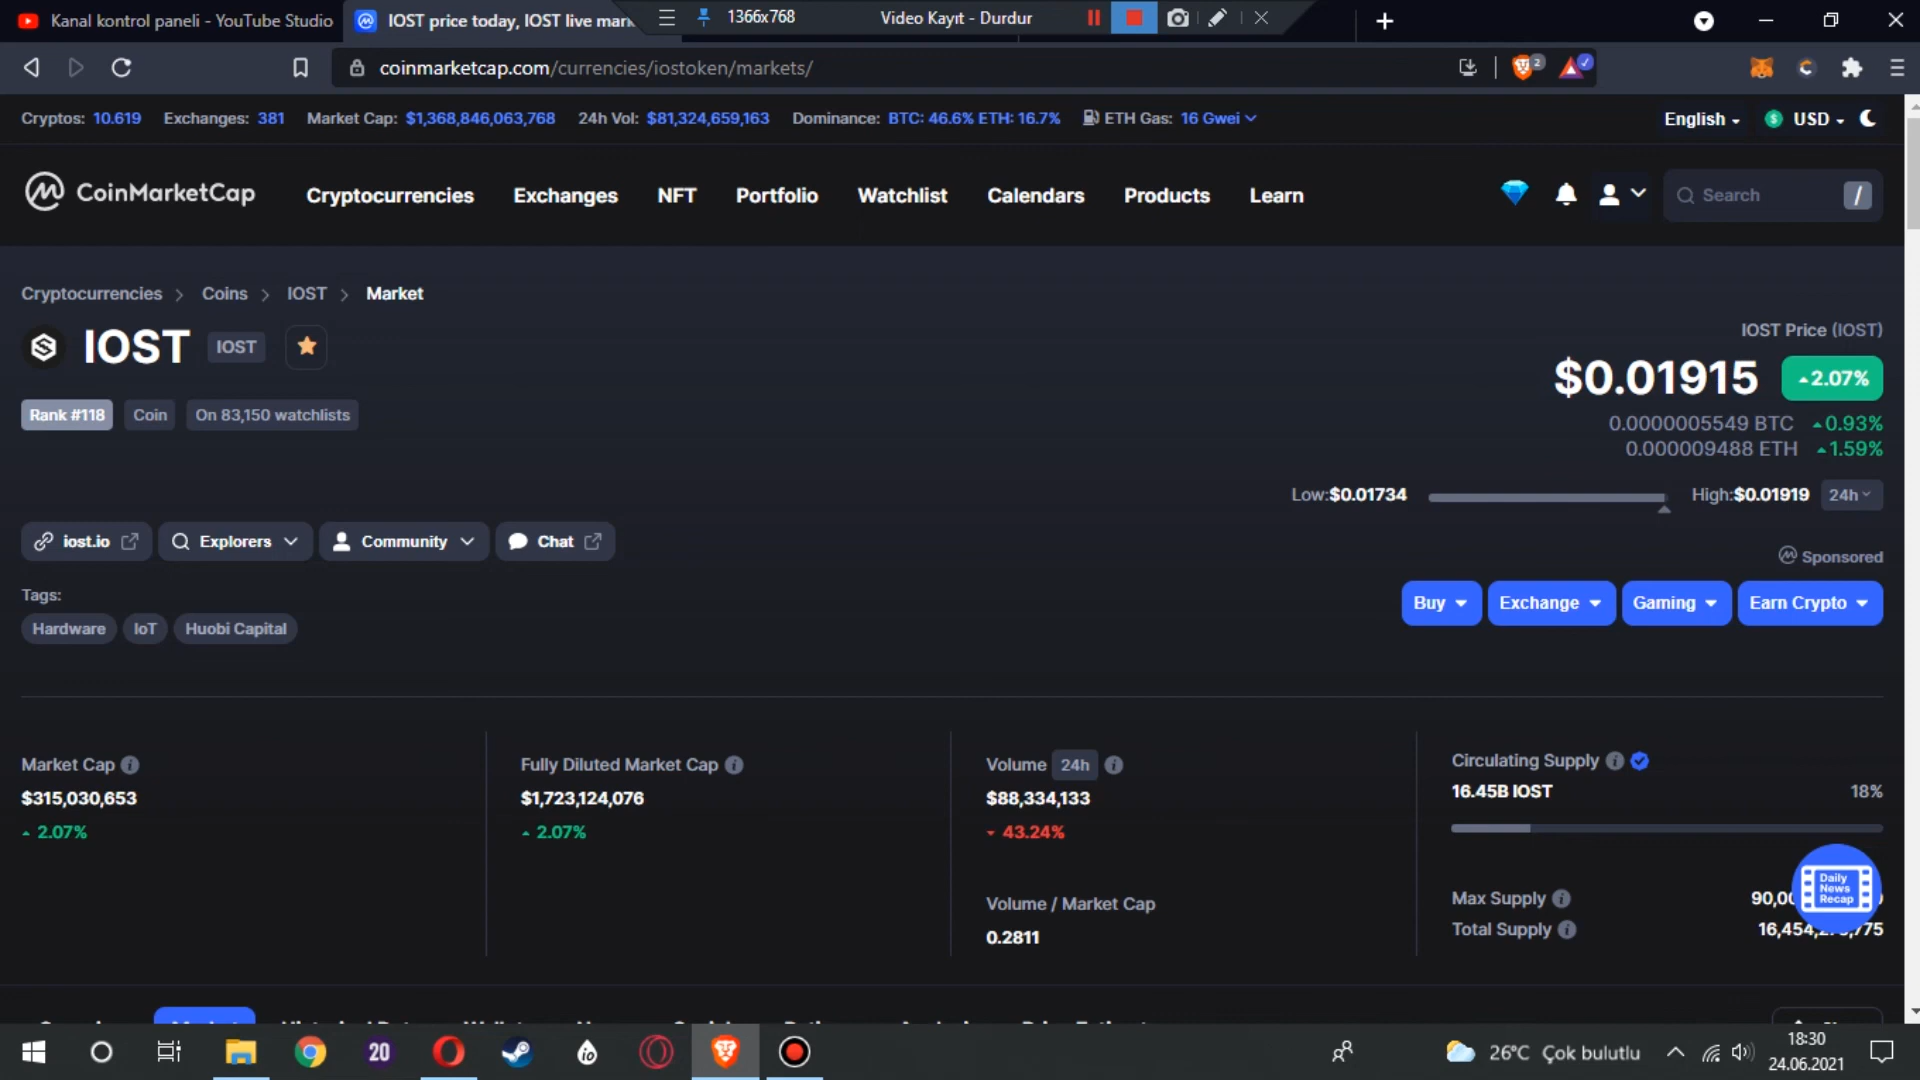 Kanal kontrol paneli - YouTube Studio
IOST price today, IOST live mark
1366x768
Video Kayıt - Durdur
coinmarketcap.com/currencies/iostoken/markets/
2
Cryptos: 10.619 Exchanges: 381 Market Cap: $1,368,846,063,768 24h Vol: $81,324,659,163 Dominance: BTC: 46.6% ETH: 16.7% ETH Gas: 16 Gwei
English
USD
CoinMarketCap
Cryptocurrencies Exchanges NFT Portfolio Watchlist Calendars Products Learn
Search /
Cryptocurrencies > Coins > IOST > Market
IOST IOST
Rank #118 Coin On 83,150 watchlists
IOST Price (IOST)
$0.01915 2.07%
0.0000005549 BTC 0.93%
0.000009488 ETH 1.59%
Low:$0.01734 High:$0.01919 24h
iost.io Explorers Community Chat
Sponsored
Tags:
Hardware IoT Huobi Capital
Buy Exchange Gaming Earn Crypto
Market Cap
$315,030,653
2.07%
Fully Diluted Market Cap
$1,723,124,076
2.07%
Volume 24h
$88,334,133
43.24%
Volume / Market Cap
0.2811
Circulating Supply
16.45B IOST 18%
Max Supply
Total Supply
Daily
News
Recap
20
io
26°C Çok bulutlu
18:30
24.06.2021